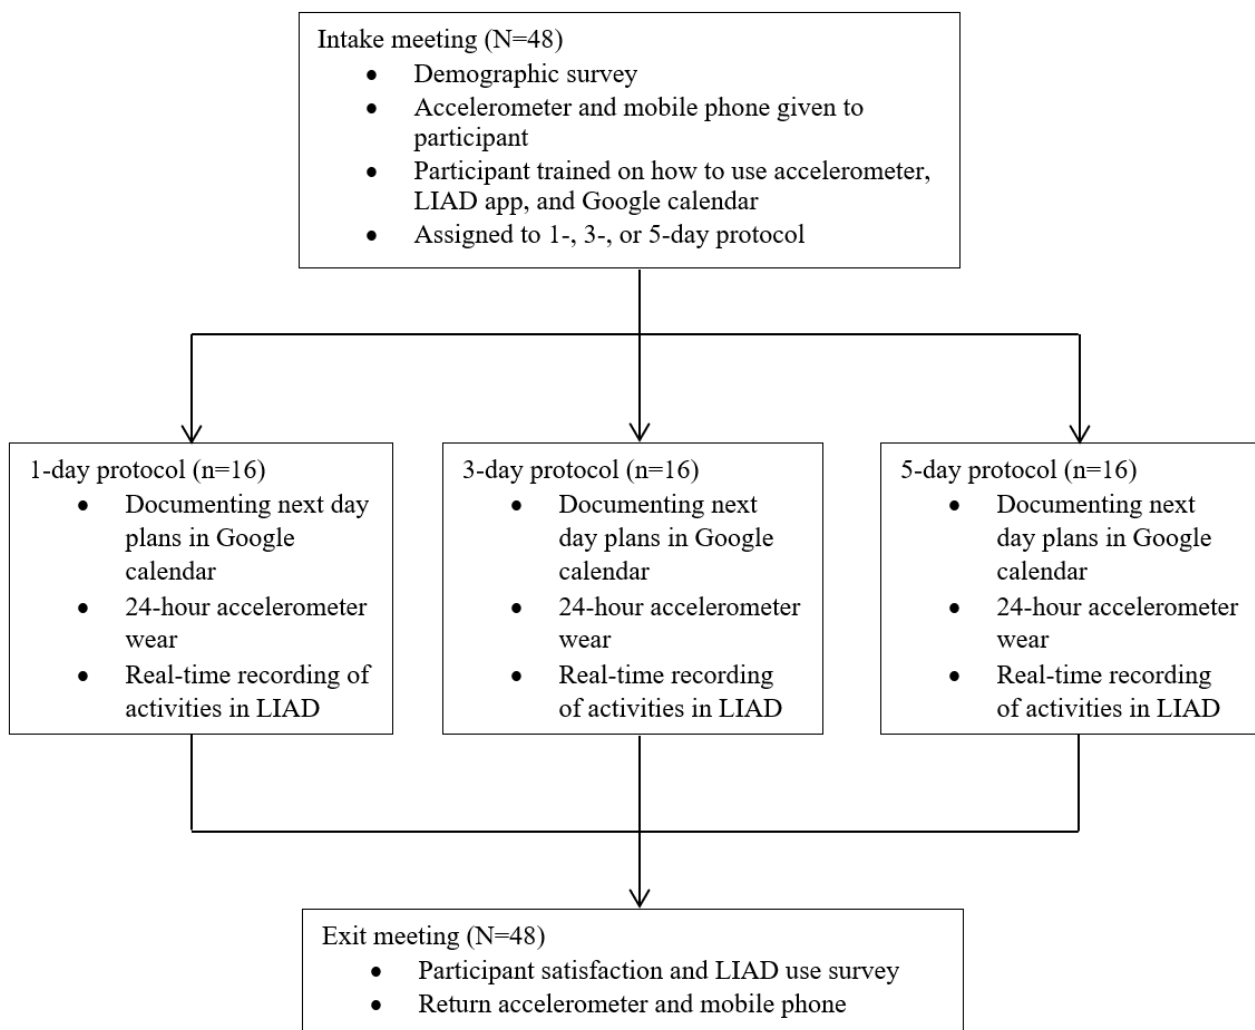 Intake meeting (N=48)
● Demographic survey
● Accelerometer and mobile phone given to
participant
● Participant trained on how to use accelerometer,
LIAD app, and Google calendar
● Assigned to 1-, 3-, or 5-day protocol
1-day protocol (n=16)
● Documenting next day
plans in Google
calendar
● 24-hour accelerometer
wear
● Real-time recording of
activities in LIAD
3-day protocol (n=16)
● Documenting next
day plans in Google
calendar
● 24-hour accelerometer
wear
● Real-time recording
of activities in LIAD
5-day protocol (n=16)
● Documenting next
day plans in Google
calendar
● 24-hour accelerometer
wear
● Real-time recording
of activities in LIAD
Exit meeting (N=48)
● Participant satisfaction and LIAD use survey
● Return accelerometer and mobile phone